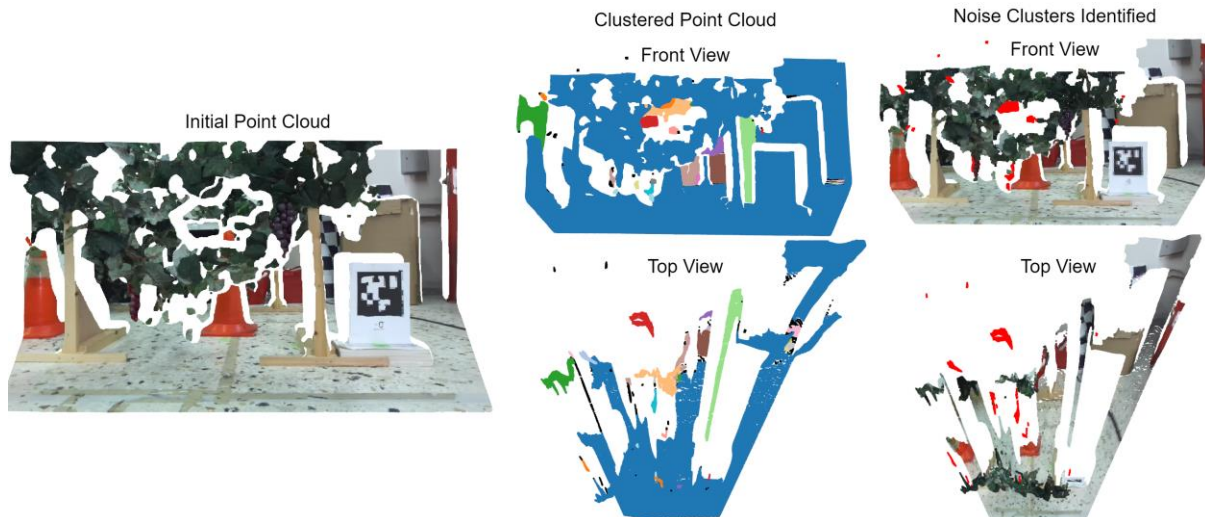 Initial Point Cloud
Clustered Point Cloud
Front View
Top View
Noise Clusters Identified
Front View
Top View